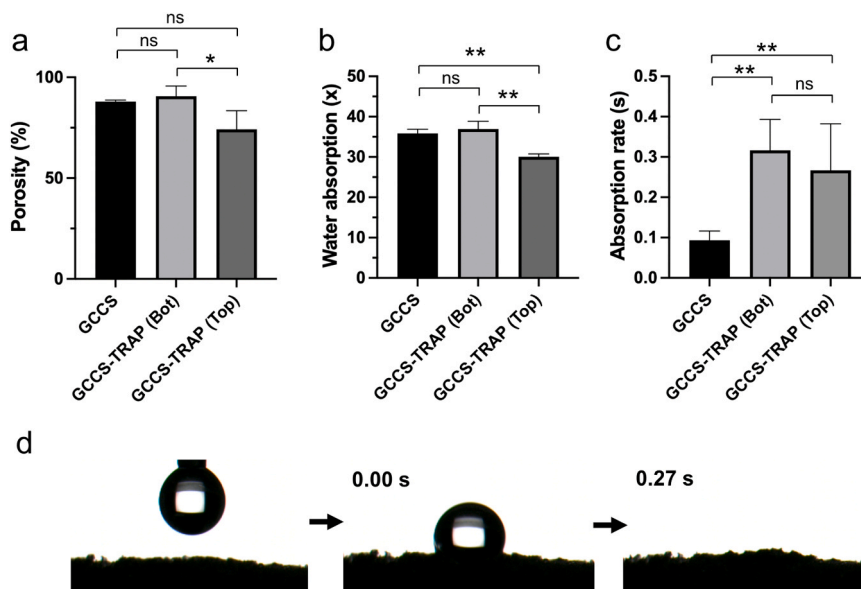 a
ns
ns
*
Porosity (%)
100
50
0
GCCS
GCCS-TRAP (Bot)
GCCS-TRAP (Top)
b
**
ns
**
Water absorption (x)
50
40
30
20
10
0
GCCS
GCCS-TRAP (Bot)
GCCS-TRAP (Top)
c
**
**
ns
Absorption rate (s)
0.5
0.4
0.3
0.2
0.1
0.0
GCCS
GCCS-TRAP (Bot)
GCCS-TRAP (Top)
d
0.00 s
0.27 s